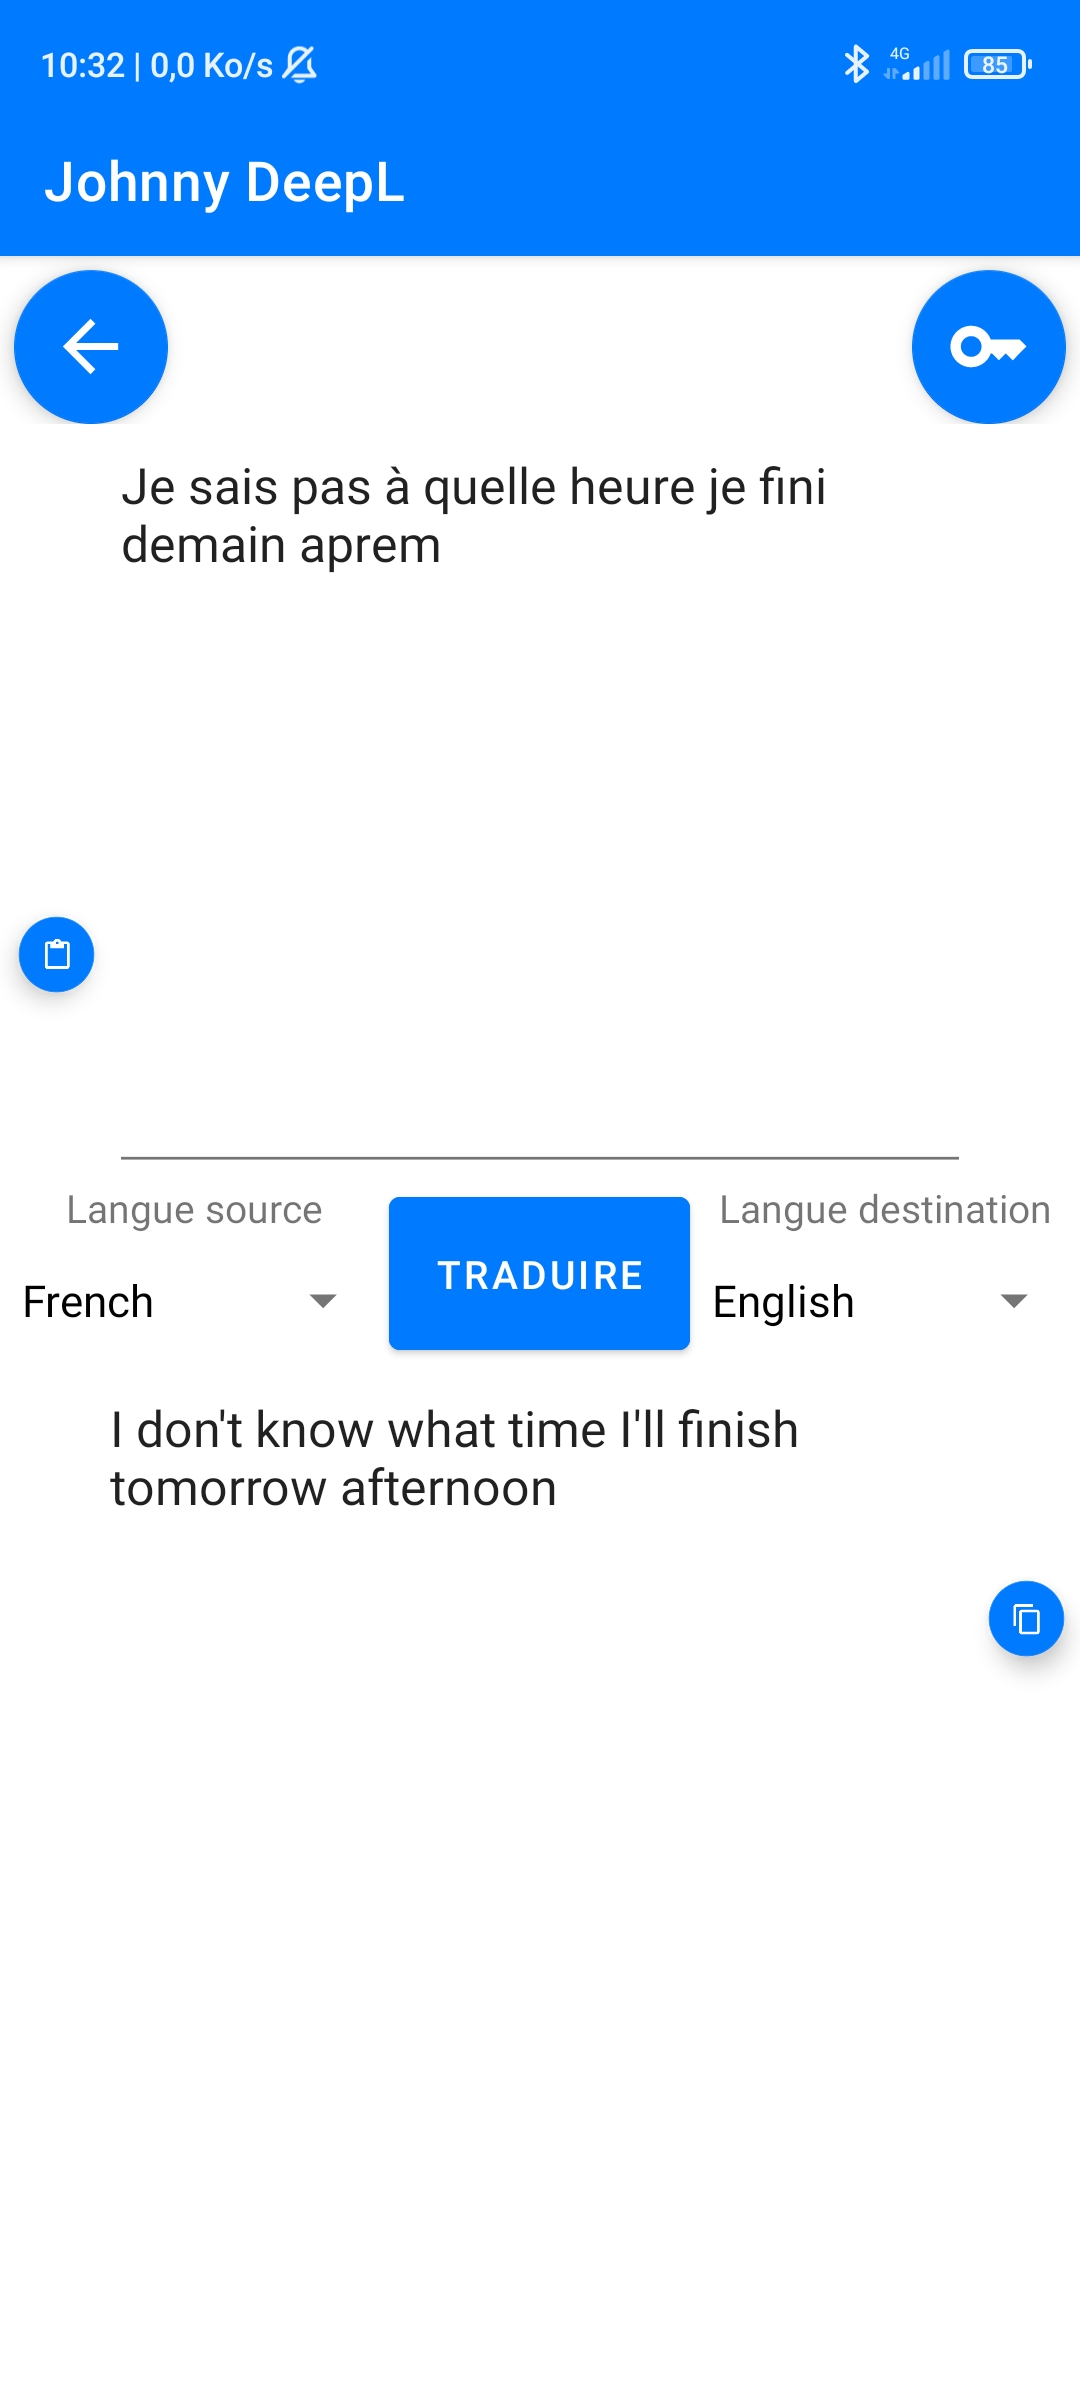 10:32 | 0,0 Ko/s
4G
85
Johnny DeepL
Je sais pas à quelle heure je fini
demain aprem
Langue source
TRADUIRE
Langue destination
French
English
I don't know what time I'll finish
tomorrow afternoon